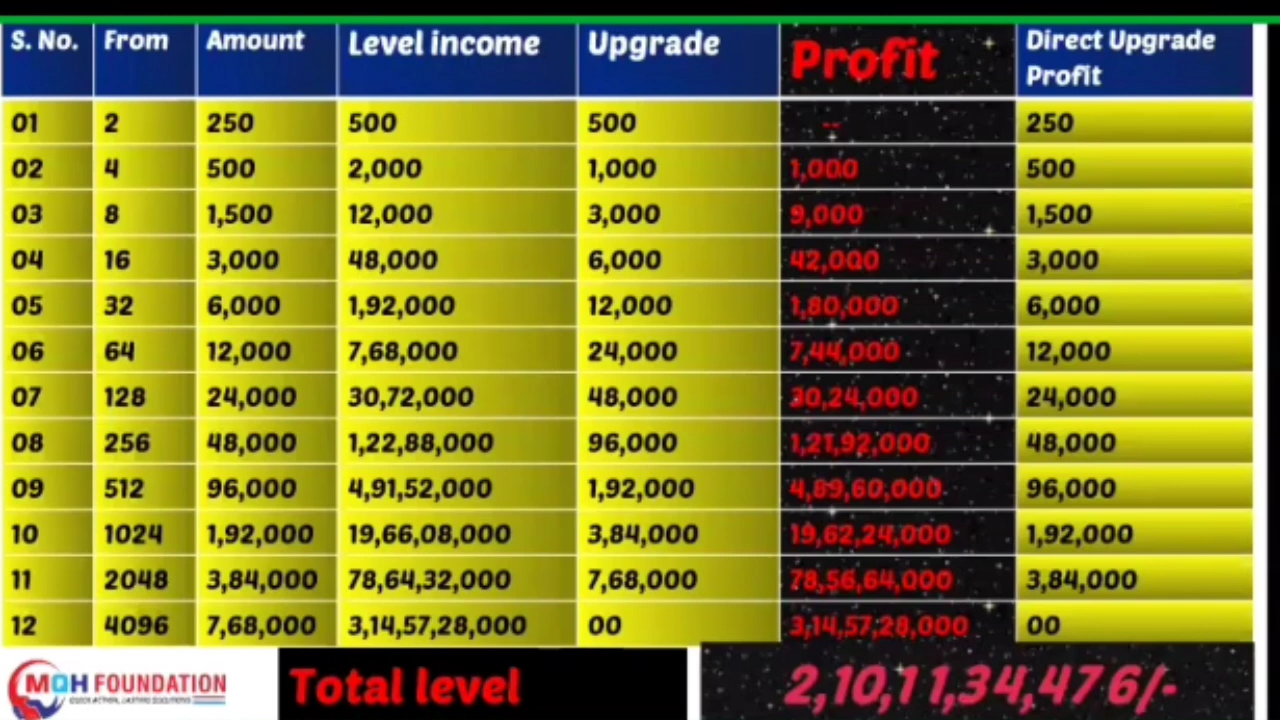 S. No. From Amount Level income Upgrade Profit Direct Upgrade Profit
01 2 250 500 500 -- 250
02 4 500 2,000 1,000 1,000 500
03 8 1,500 12,000 3,000 9,000 1,500
04 16 3,000 48,000 6,000 42,000 3,000
05 32 6,000 1,92,000 12,000 1,80,000 6,000
06 64 12,000 7,68,000 24,000 7,44,000 12,000
07 128 24,000 30,72,000 48,000 30,24,000 24,000
08 256 48,000 1,22,88,000 96,000 1,21,92,000 48,000
09 512 96,000 4,91,52,000 1,92,000 4,89,60,000 96,000
10 1024 1,92,000 19,66,08,000 3,84,000 19,62,24,000 1,92,000
11 2048 3,84,000 78,64,32,000 7,68,000 78,56,64,000 3,84,000
12 4096 7,68,000 3,14,57,28,000 00 3,14,57,28,000 00
MQH FOUNDATION Total level 2,10,11,34,476/-
QUICK ACTION, LASTING SOLUTIONS